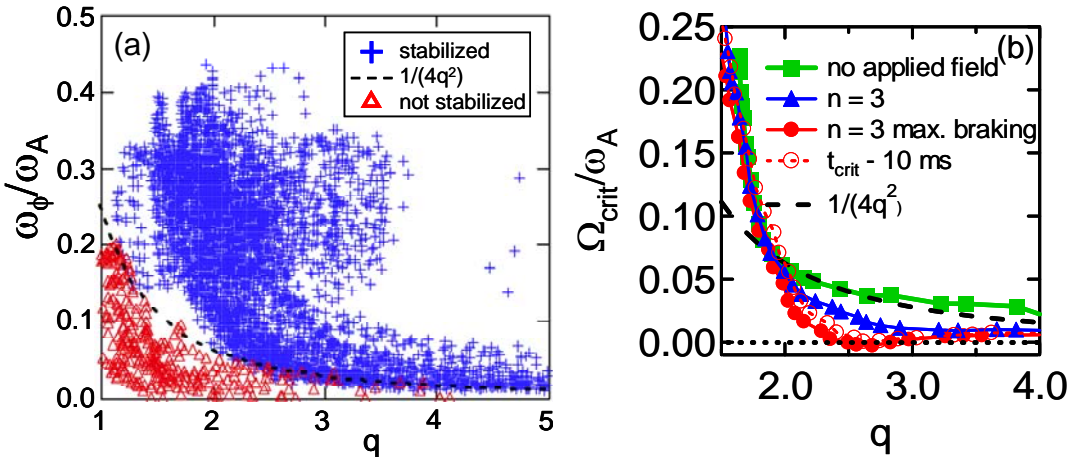 (a)
stabilized
1/(4q²)
not stabilized
0.5
0.4
0.3
0.2
0.1
0.0
ωϕ/ωA
1
2
3
4
5
q
(b)
no applied field
n = 3
n = 3 max. braking
tcrit - 10 ms
1/(4q²)
0.25
0.20
0.15
0.10
0.05
0.00
Ωcrit/ωA
2.0
3.0
4.0
q